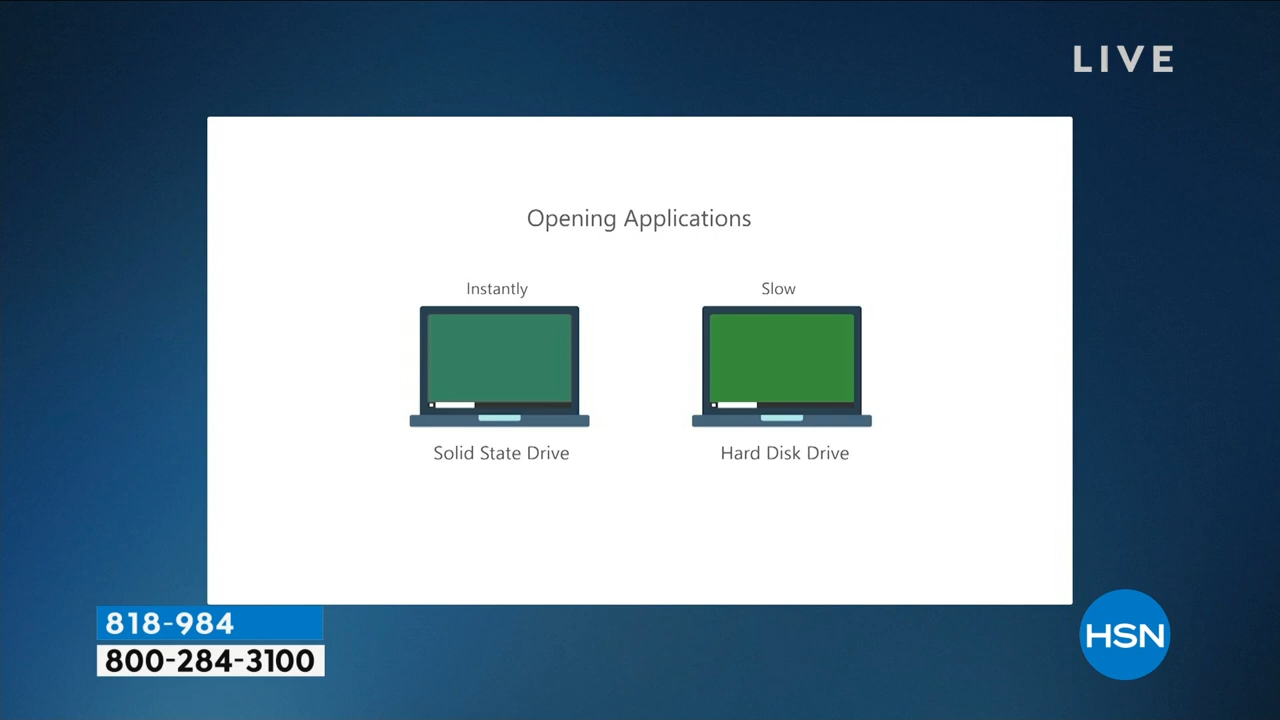 LIVE
Opening Applications
Instantly
Slow
Solid State Drive
Hard Disk Drive
818-984
800-284-3100
HSN